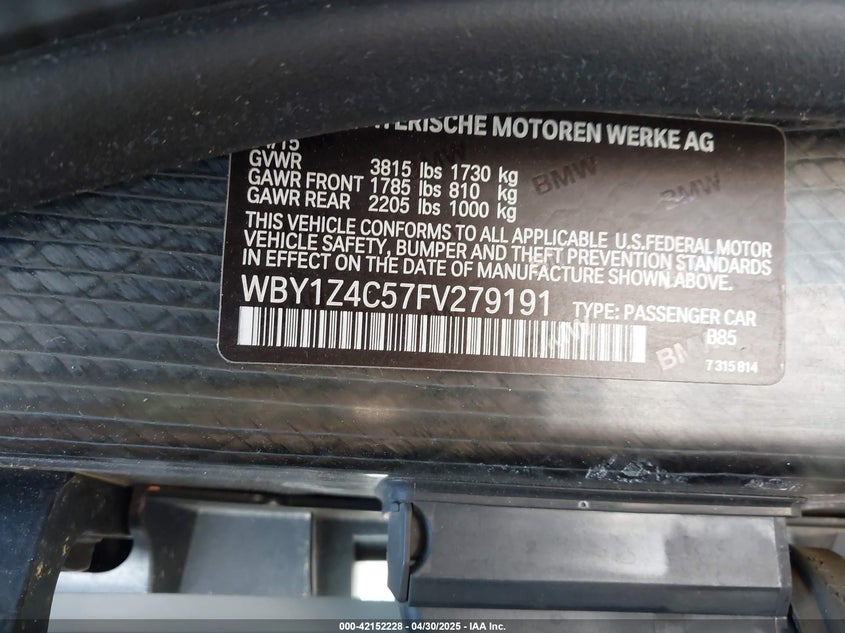 ERISCHE MOTOREN WERKE AG
/15
GVWR 3815 lbs 1730 kg
GAWR FRONT 1785 lbs 810 kg
GAWR REAR 2205 lbs 1000 kg
THIS VEHICLE CONFORMS TO ALL APPLICABLE U.S.FEDERAL MOTOR
VEHICLE SAFETY, BUMPER AND THEFT PREVENTION STANDARDS
IN EFFECT ON THE DATE OF MANUFACTURE SHOWN ABOVE.
WBY1Z4C57FV279191 TYPE: PASSENGER CAR
B85
7 315 814
BMW
BMW
BMW
000-42152228 - 04/30/2025 - IAA Inc.